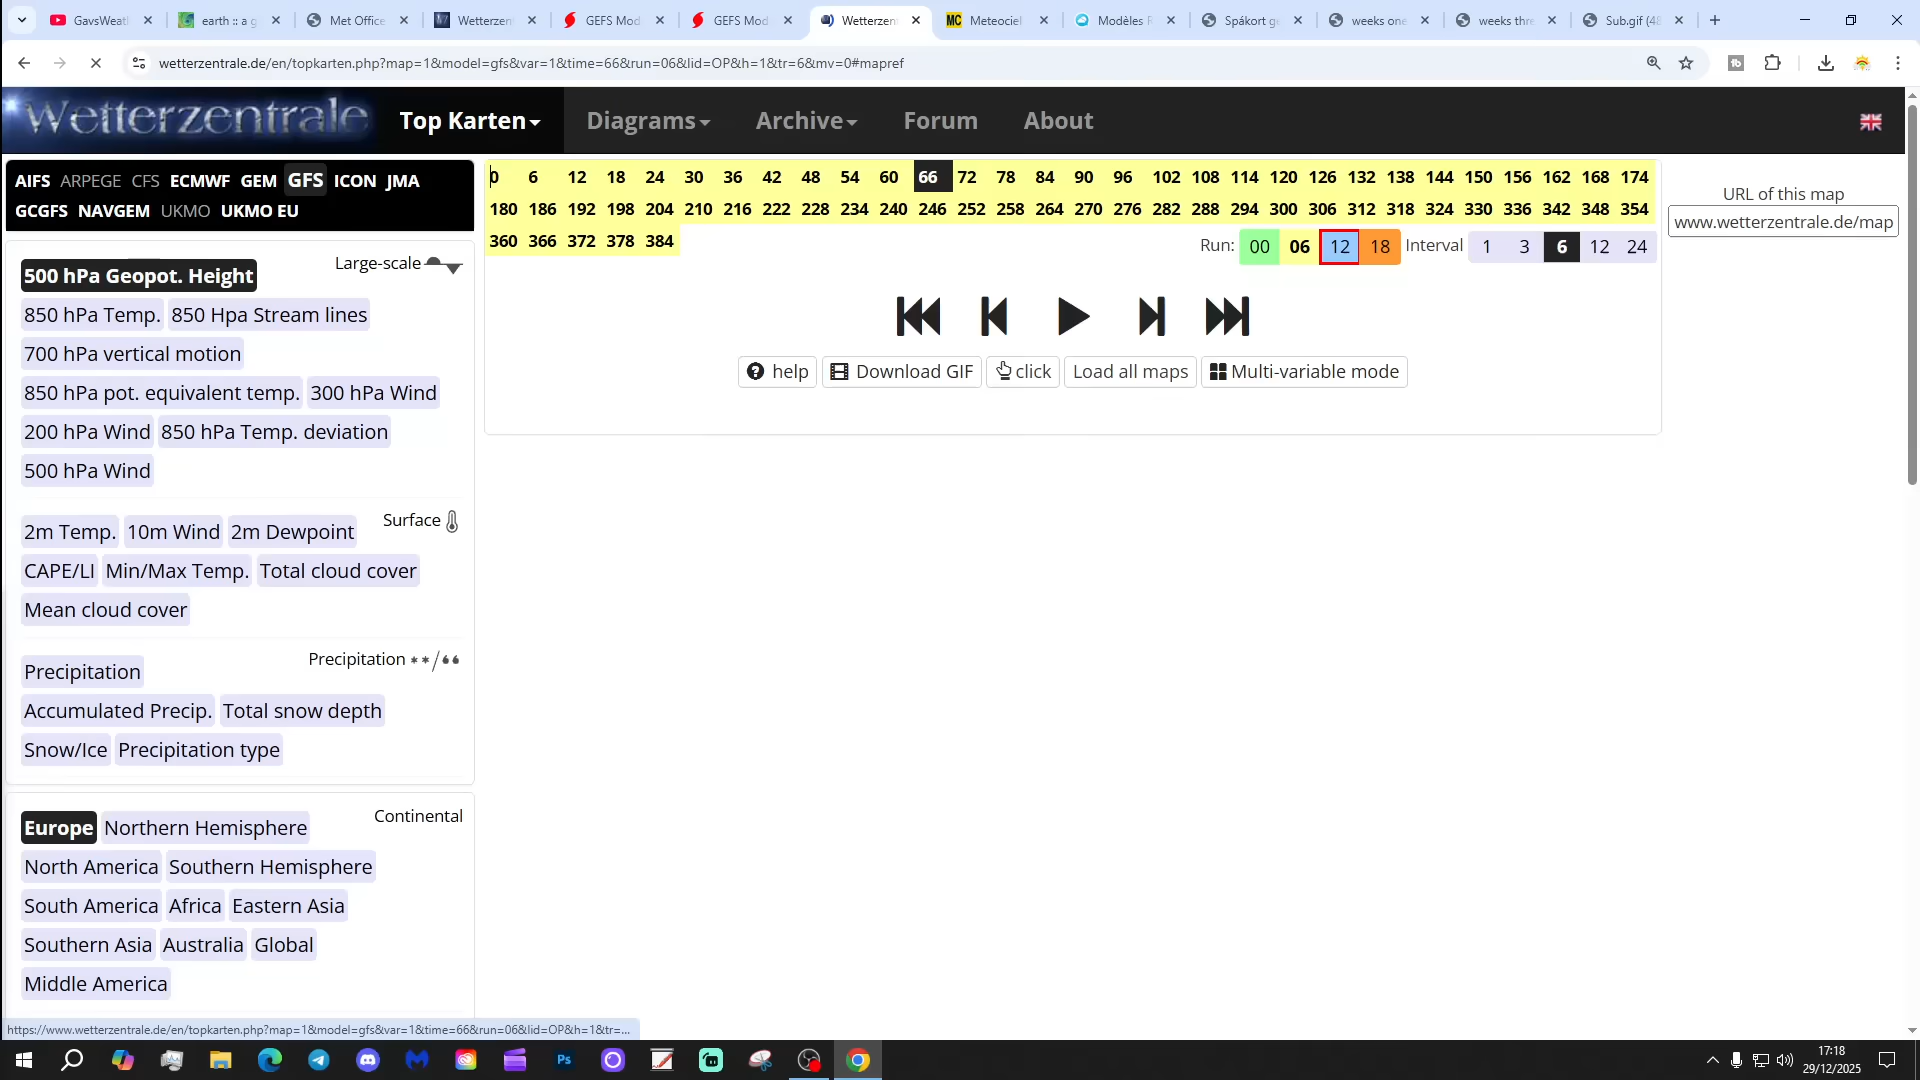 GavsWeat
earth :: a g
Met Office
Wetterzen
GEFS Mod
GEFS Mod
Wetterzen
MC Meteociel
Modèles F
Spákort g
weeks one
weeks thre
Sub.gif (48
wetterzentrale.de/en/topkarten.php?map=1&model=gfs&var=1&time=66&run=06&lid=OP&h=1&tr=6&mv=0#mapref
Wetterzentrale Top Karten Diagrams Archive Forum About
AIFS ARPEGE CFS ECMWF GEM GFS ICON JMA
GCGFS NAVGEM UKMO UKMO EU
0 6 12 18 24 30 36 42 48 54 60 66 72 78 84 90 96 102 108 114 120 126 132 138 144 150 156 162 168 174
180 186 192 198 204 210 216 222 228 234 240 246 252 258 264 270 276 282 288 294 300 306 312 318 324 330 336 342 348 354
360 366 372 378 384
Run: 00 06 12 18 Interval 1 3 6 12 24
help Download GIF click Load all maps Multi-variable mode
URL of this map
www.wetterzentrale.de/map
Large-scale
500 hPa Geopot. Height
850 hPa Temp. 850 Hpa Stream lines
700 hPa vertical motion
850 hPa pot. equivalent temp. 300 hPa Wind
200 hPa Wind 850 hPa Temp. deviation
500 hPa Wind
Surface
2m Temp. 10m Wind 2m Dewpoint
CAPE/LI Min/Max Temp. Total cloud cover
Mean cloud cover
Precipitation **/
Precipitation
Accumulated Precip. Total snow depth
Snow/Ice Precipitation type
Continental
Europe Northern Hemisphere
North America Southern Hemisphere
South America Africa Eastern Asia
Southern Asia Australia Global
Middle America
https://www.wetterzentrale.de/en/topkarten.php?map=1&model=gfs&var=1&time=66&run=06&lid=OP&h=1&tr=...
Ps
17:18
29/12/2025